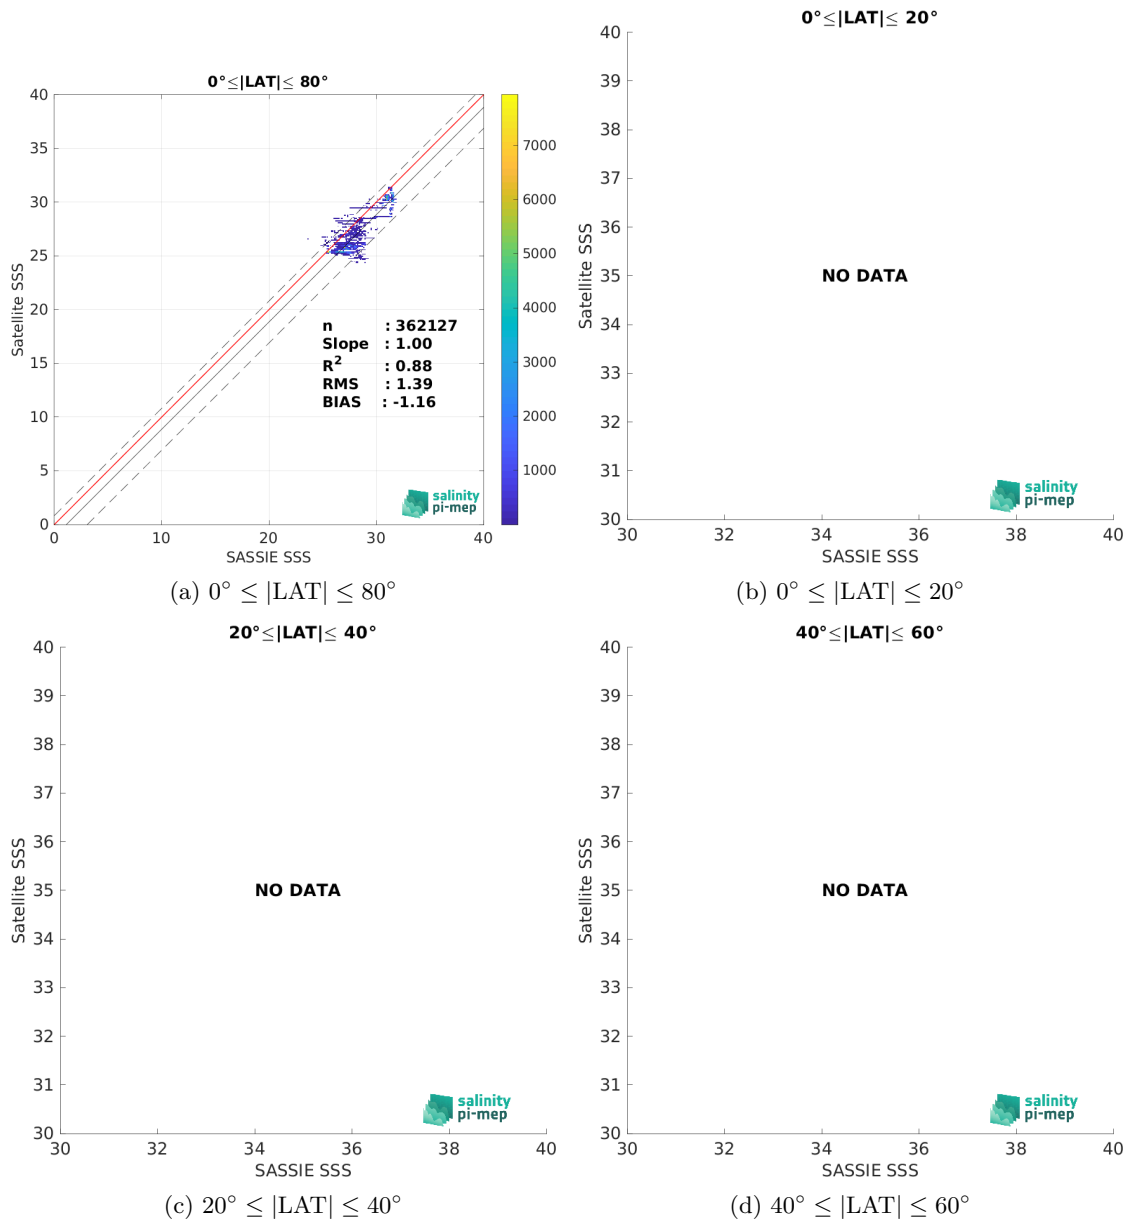 0°≤|LAT|≤ 80°
40
35
30
25
20
15
10
5
0
Satellite SSS
0 10 20 30 40
SASSIE SSS
7000
6000
5000
4000
3000
2000
1000
n : 362127
Slope : 1.00
R² : 0.88
RMS : 1.39
BIAS : -1.16
salinity
pi-mep
(a) 0° ≤ |LAT| ≤ 80°
0°≤|LAT|≤ 20°
40
39
38
37
36
35
34
33
32
31
30
Satellite SSS
NO DATA
salinity
pi-mep
30 32 34 36 38 40
SASSIE SSS
(b) 0° ≤ |LAT| ≤ 20°
20°≤|LAT|≤ 40°
40
39
38
37
36
35
34
33
32
31
30
Satellite SSS
NO DATA
salinity
pi-mep
30 32 34 36 38 40
SASSIE SSS
(c) 20° ≤ |LAT| ≤ 40°
40°≤|LAT|≤ 60°
40
39
38
37
36
35
34
33
32
31
30
Satellite SSS
NO DATA
salinity
pi-mep
30 32 34 36 38 40
SASSIE SSS
(d) 40° ≤ |LAT| ≤ 60°